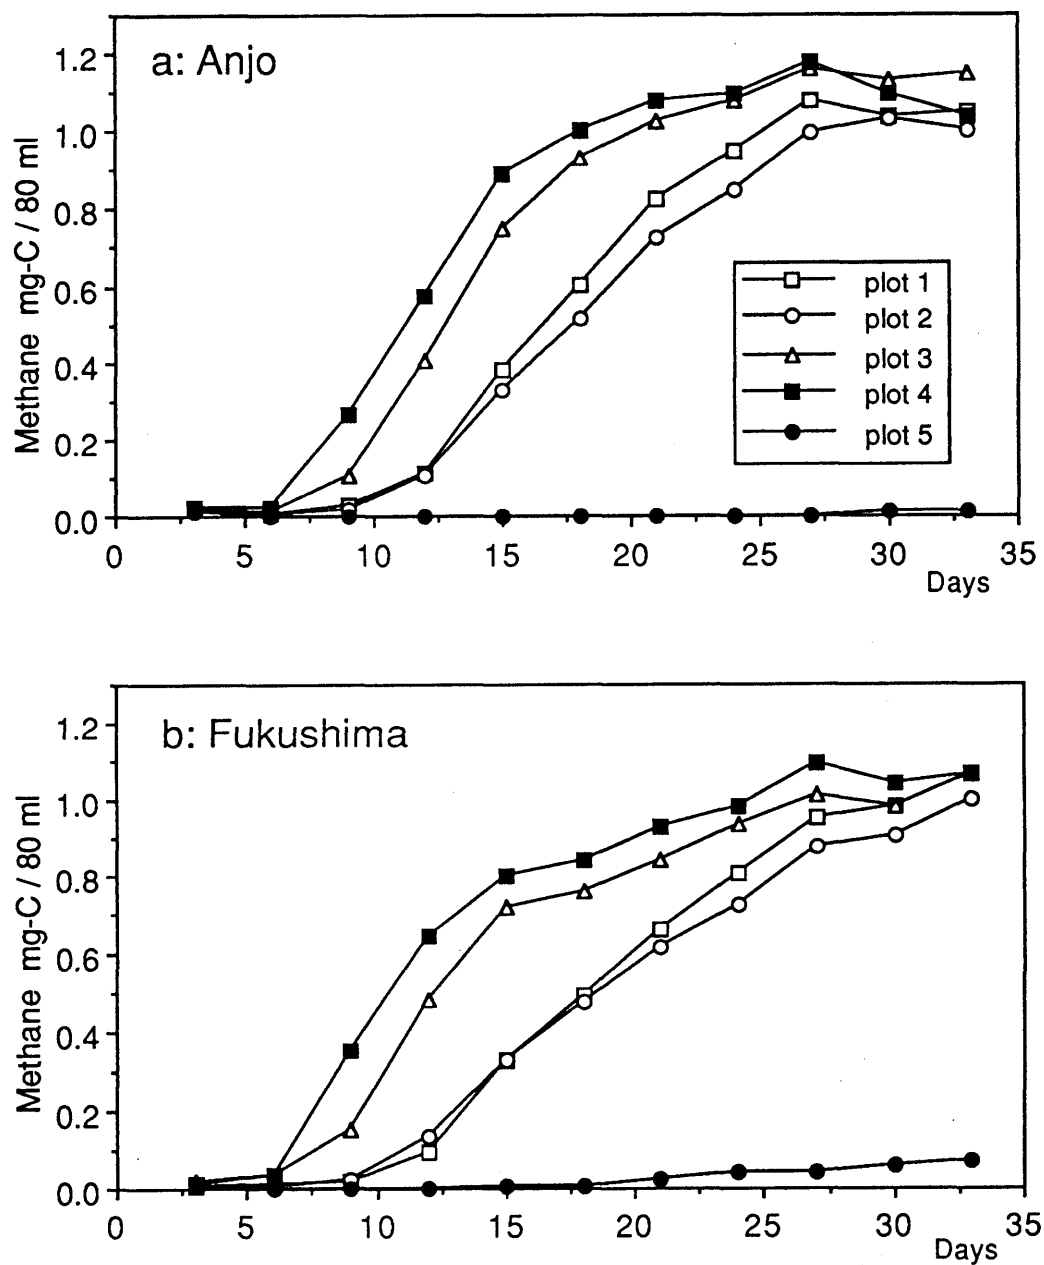 a: Anjo
Methane mg-C / 80 ml
1.2
1.0
0.8
0.6
0.4
0.2
0.0
plot 1
plot 2
plot 3
plot 4
plot 5
0 5 10 15 20 25 30 35
Days
b: Fukushima
Methane mg-C / 80 ml
1.2
1.0
0.8
0.6
0.4
0.2
0.0
0 5 10 15 20 25 30 35
Days